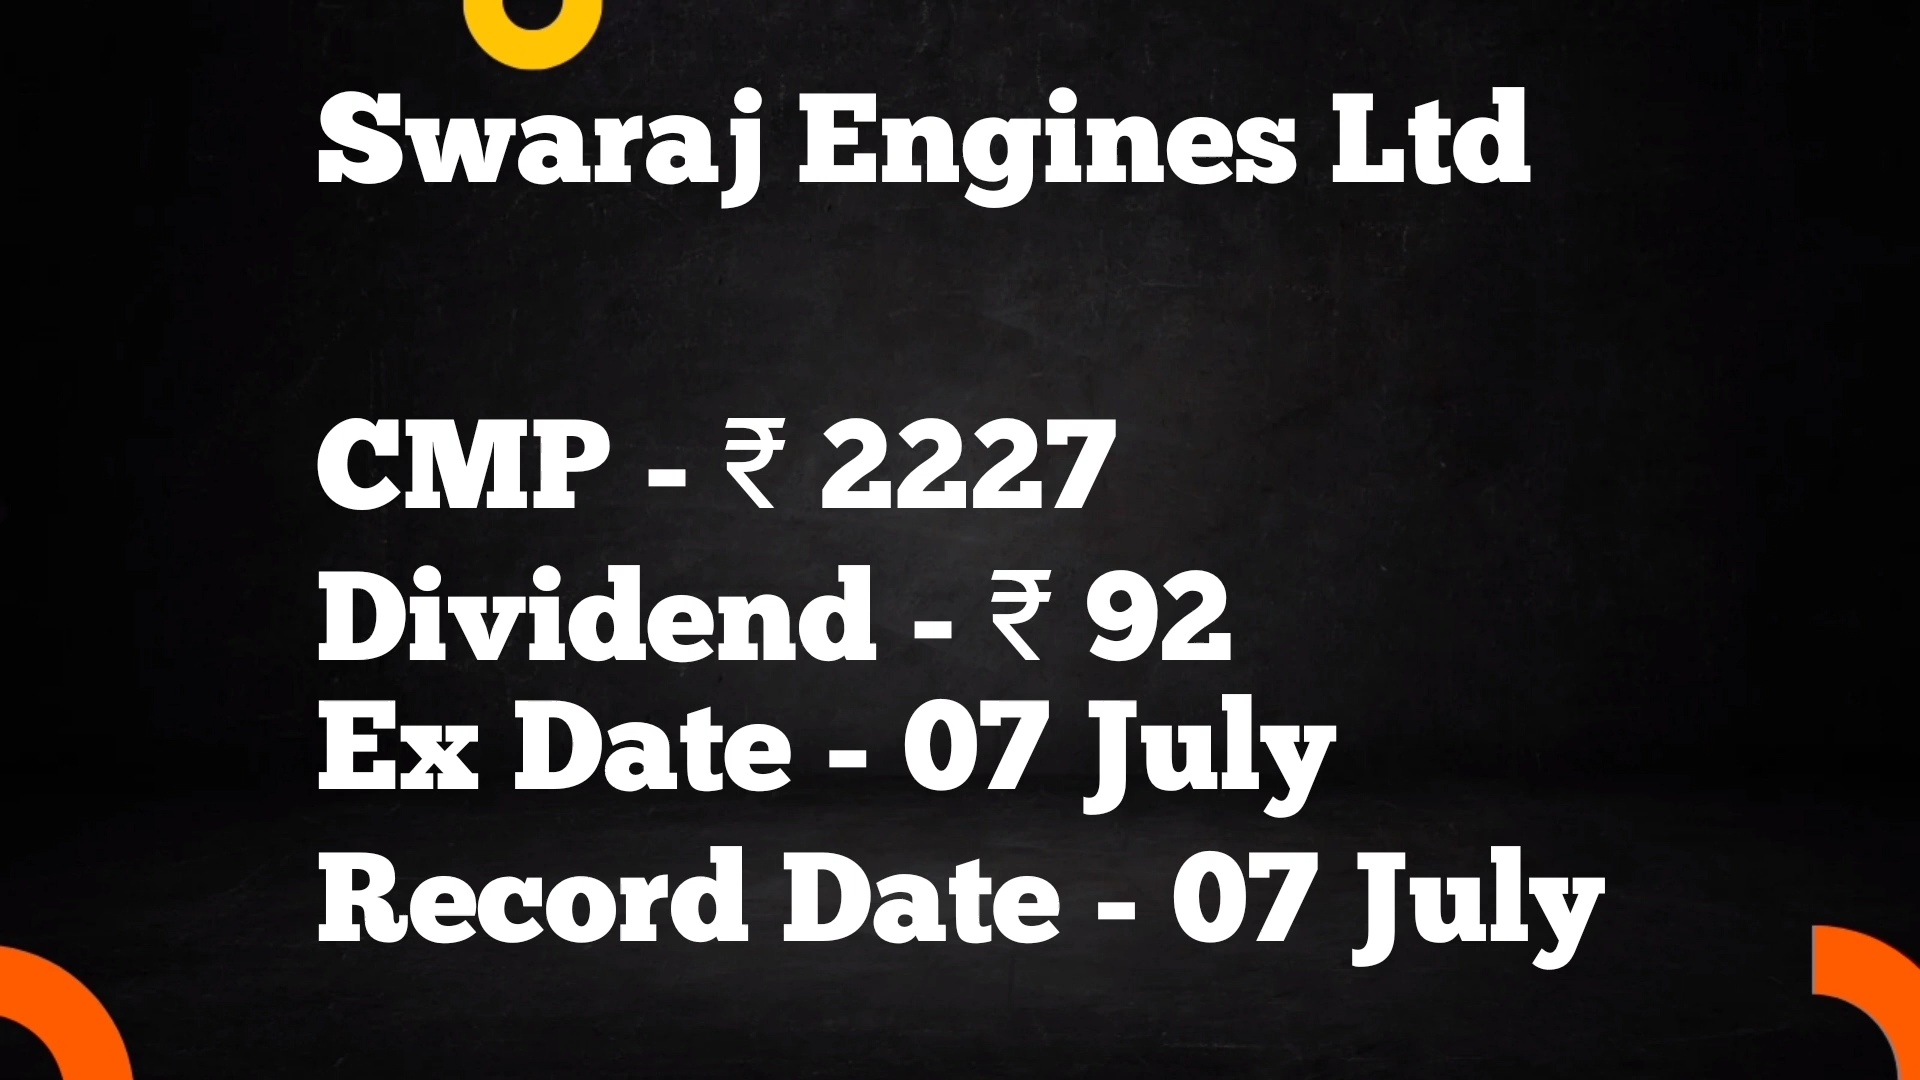 Swaraj Engines Ltd
CMP - ₹ 2227
Dividend - ₹ 92
Ex Date - 07 July
Record Date - 07 July